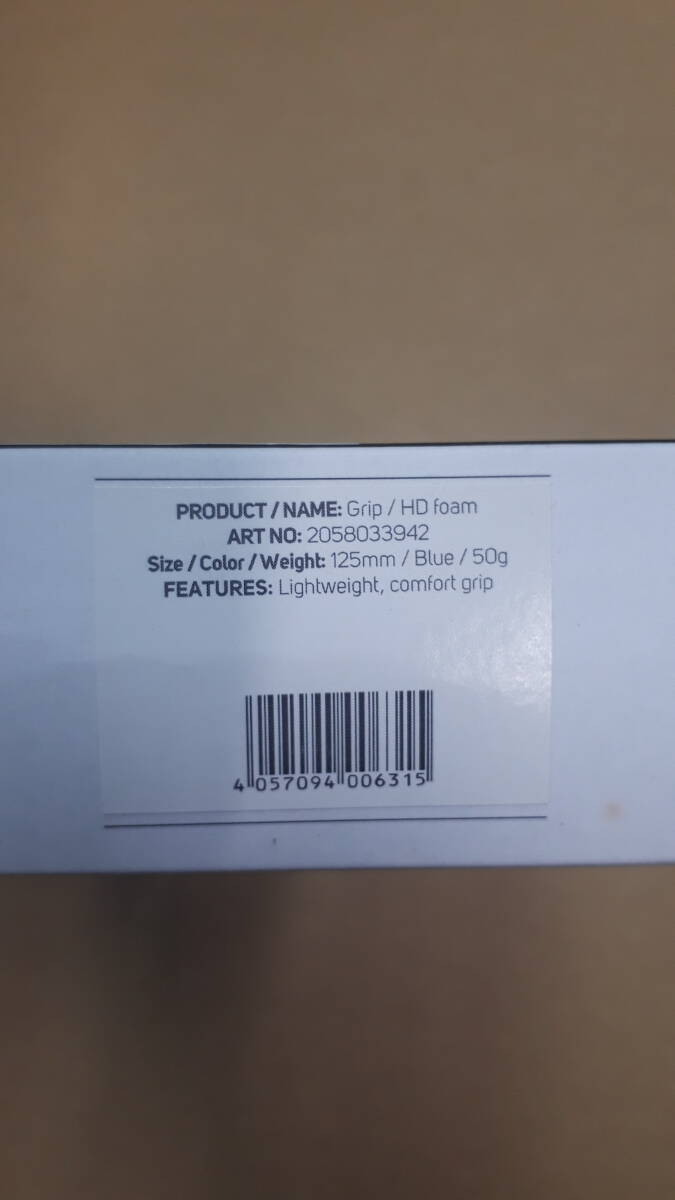 PRODUCT / NAME: Grip / HD foam
ART NO: 2058033942
Size / Color / Weight: 125mm / Blue / 50g
FEATURES: Lightweight, comfort grip
4 057094 006315